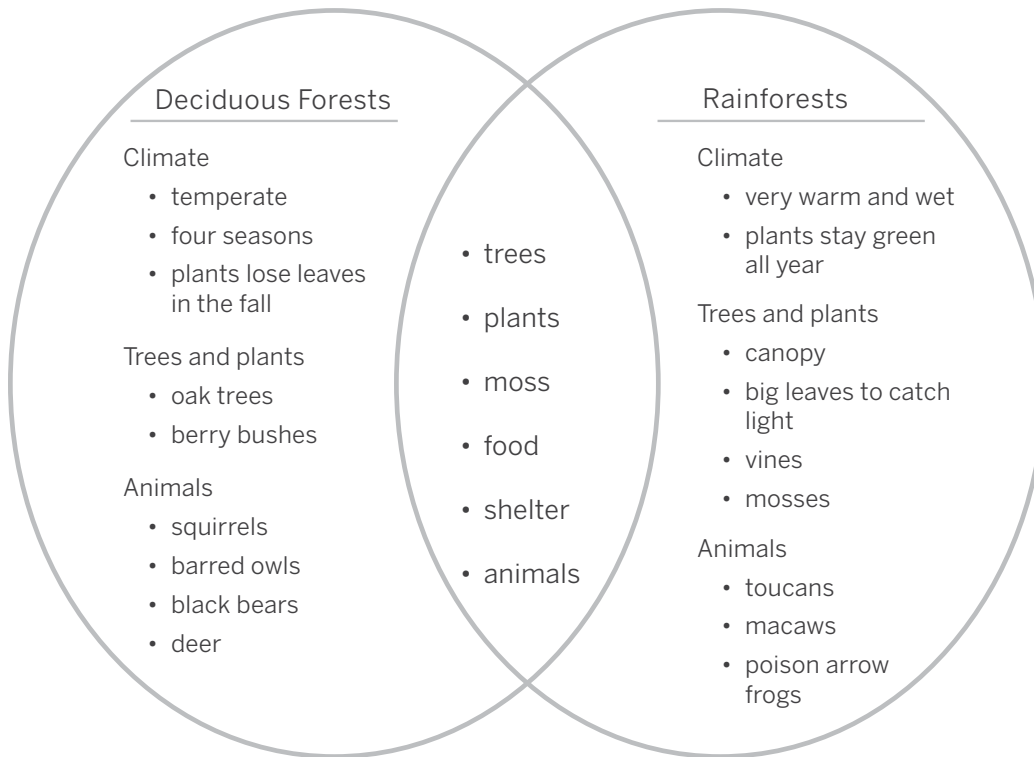 Deciduous Forests
Climate
• temperate
• four seasons
• plants lose leaves
in the fall
Trees and plants
• oak trees
• berry bushes
Animals
• squirrels
• barred owls
• black bears
• deer
• trees
• plants
• moss
• food
• shelter
• animals
Rainforests
Climate
• very warm and wet
• plants stay green
all year
Trees and plants
• canopy
• big leaves to catch
light
• vines
• mosses
Animals
• toucans
• macaws
• poison arrow
frogs